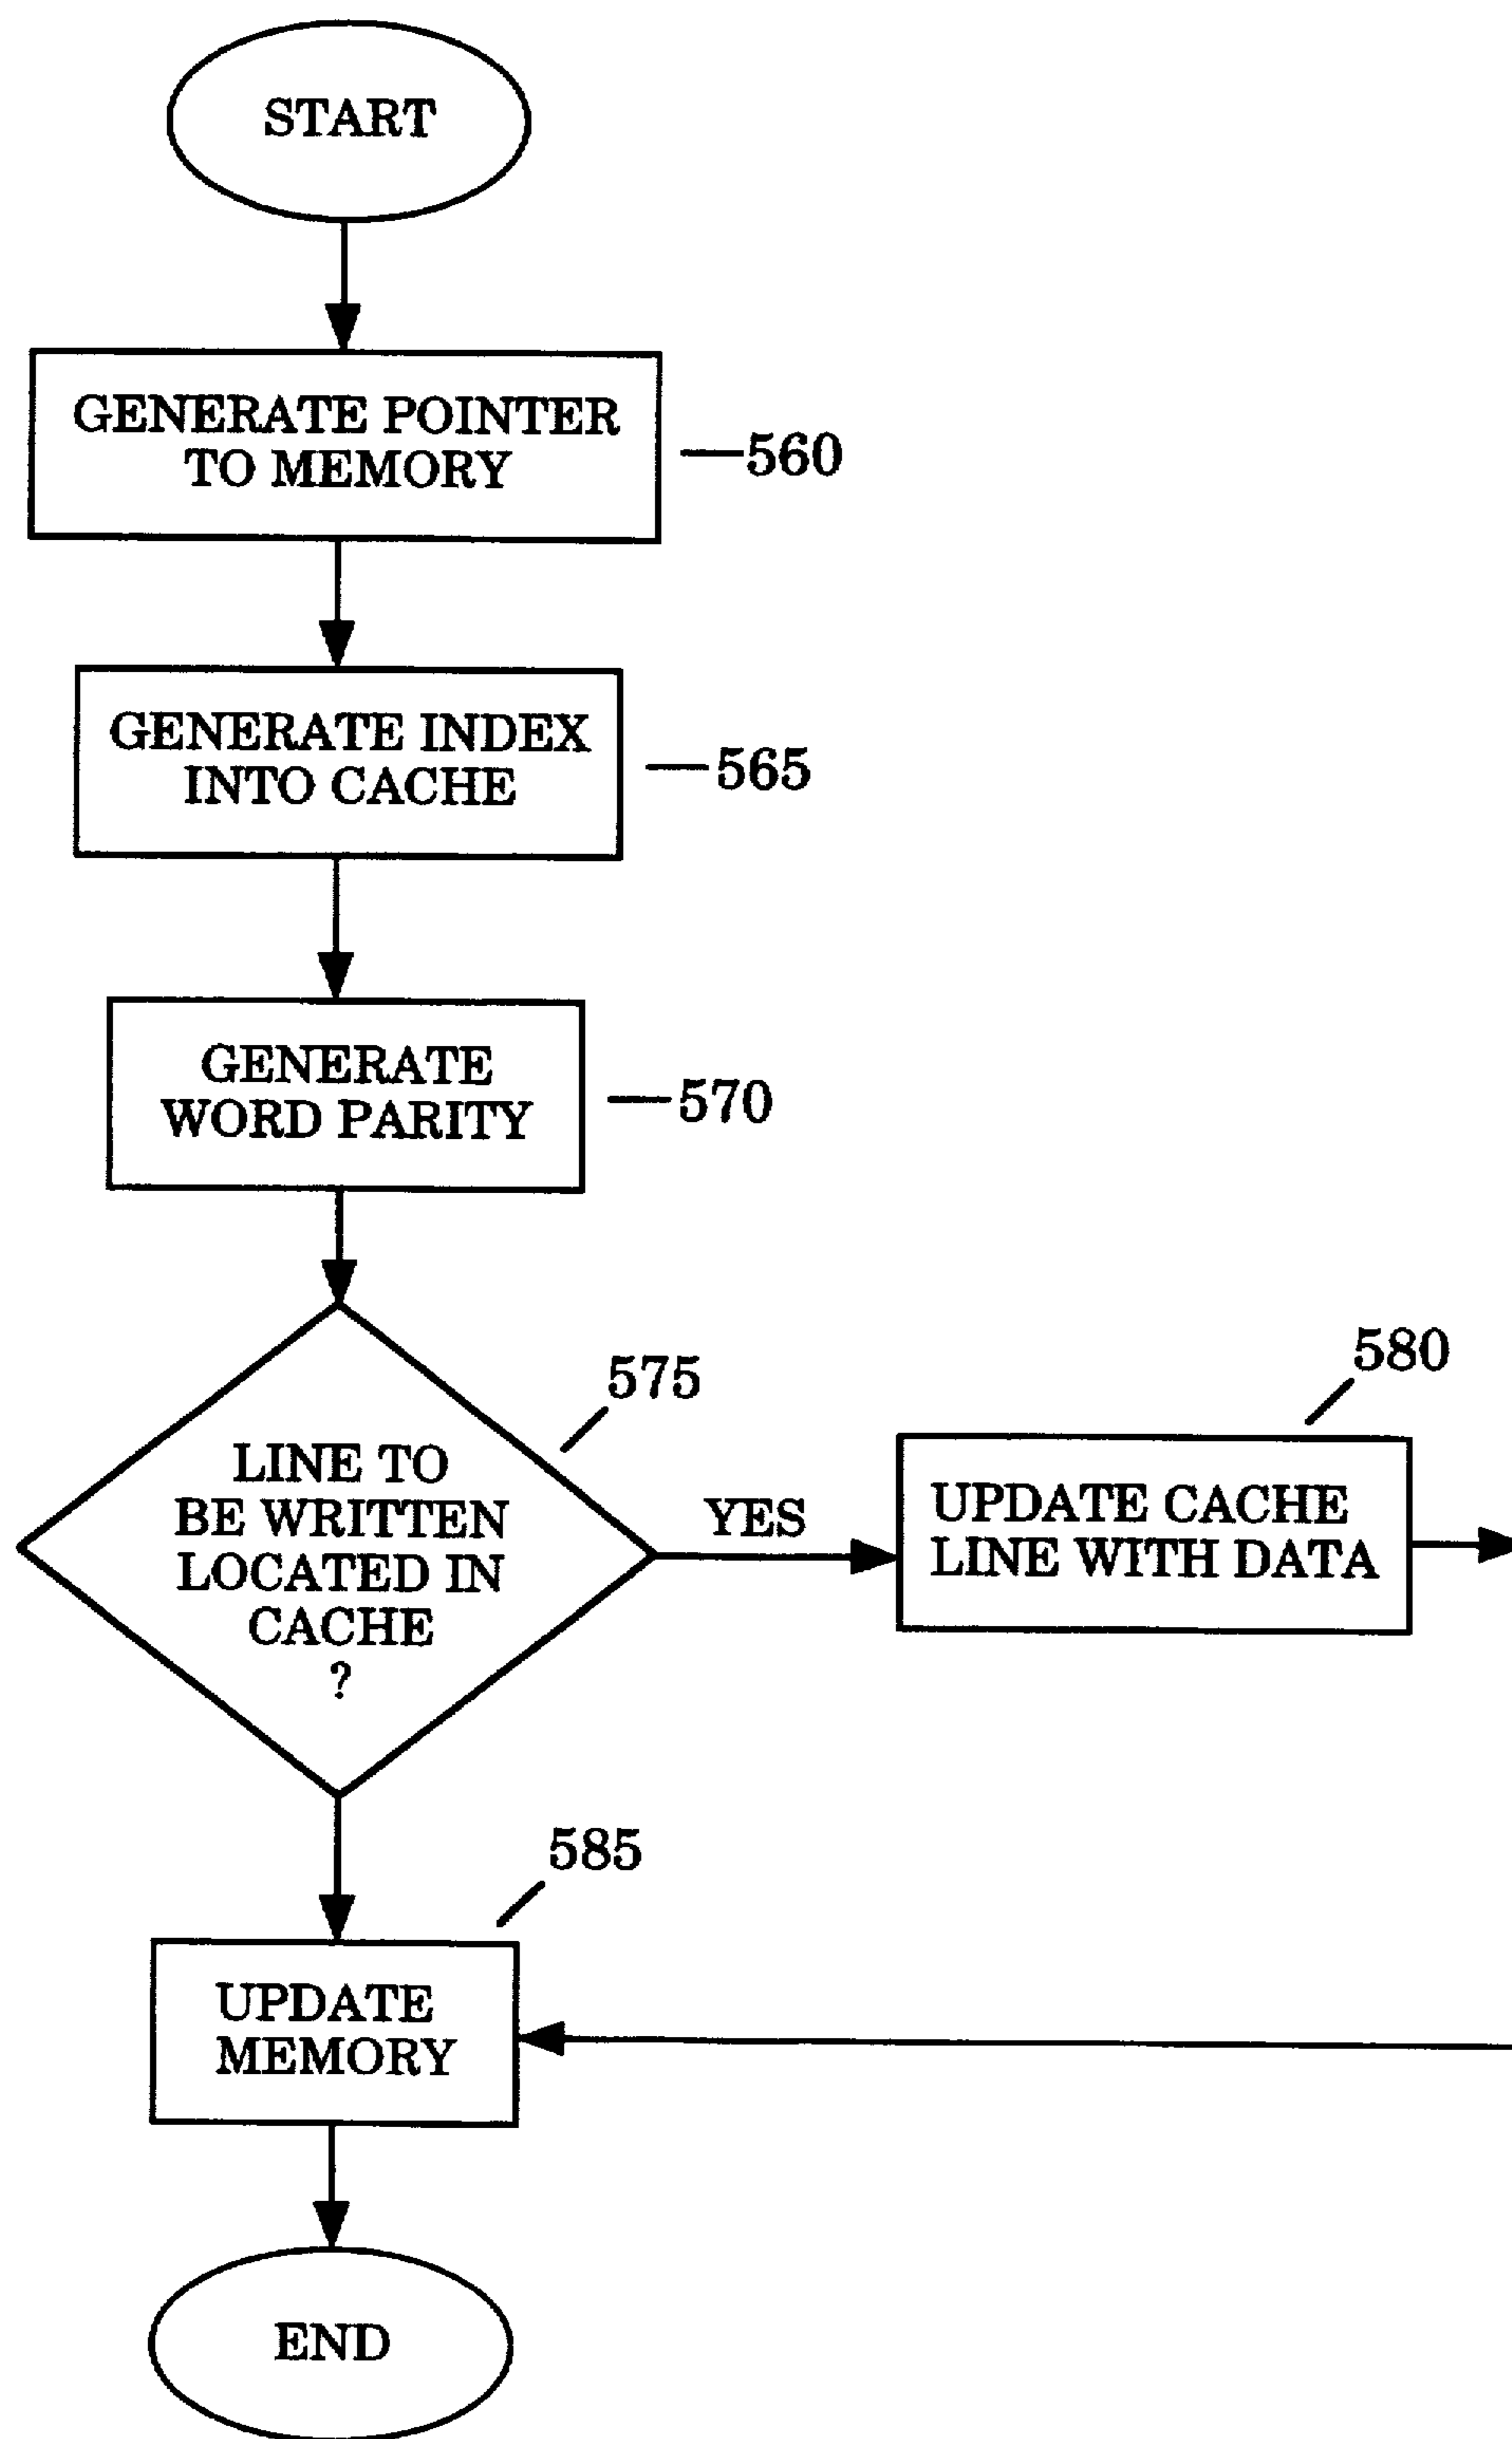 START
GENERATE POINTER
TO MEMORY
560
GENERATE INDEX
INTO CACHE
565
GENERATE
WORD PARITY
570
575
LINE TO
BE WRITTEN
LOCATED IN
CACHE
?
YES
580
UPDATE CACHE
LINE WITH DATA
585
UPDATE
MEMORY
END